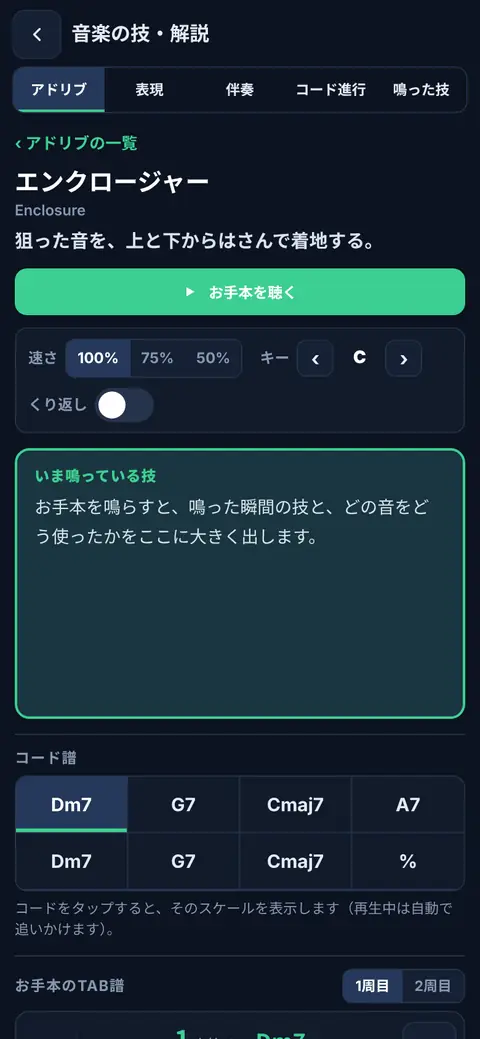 音楽の技・解説
アドリブ 表現 伴奏 コード進行 鳴った技
‹ アドリブの一覧
エンクロージャー
Enclosure
狙った音を、上と下からはさんで着地する。
お手本を聴く
速さ 100% 75% 50% キー ‹ C ›
くり返し
いま鳴っている技
お手本を鳴らすと、鳴った瞬間の技と、どの音をど
う使ったかをここに大きく出します。
コード譜
Dm7 G7 Cmaj7 A7
Dm7 G7 Cmaj7 %
コードをタップすると、そのスケールを表示します（再生中は自動で
追いかけます）。
お手本のTAB譜 1周目 2周目